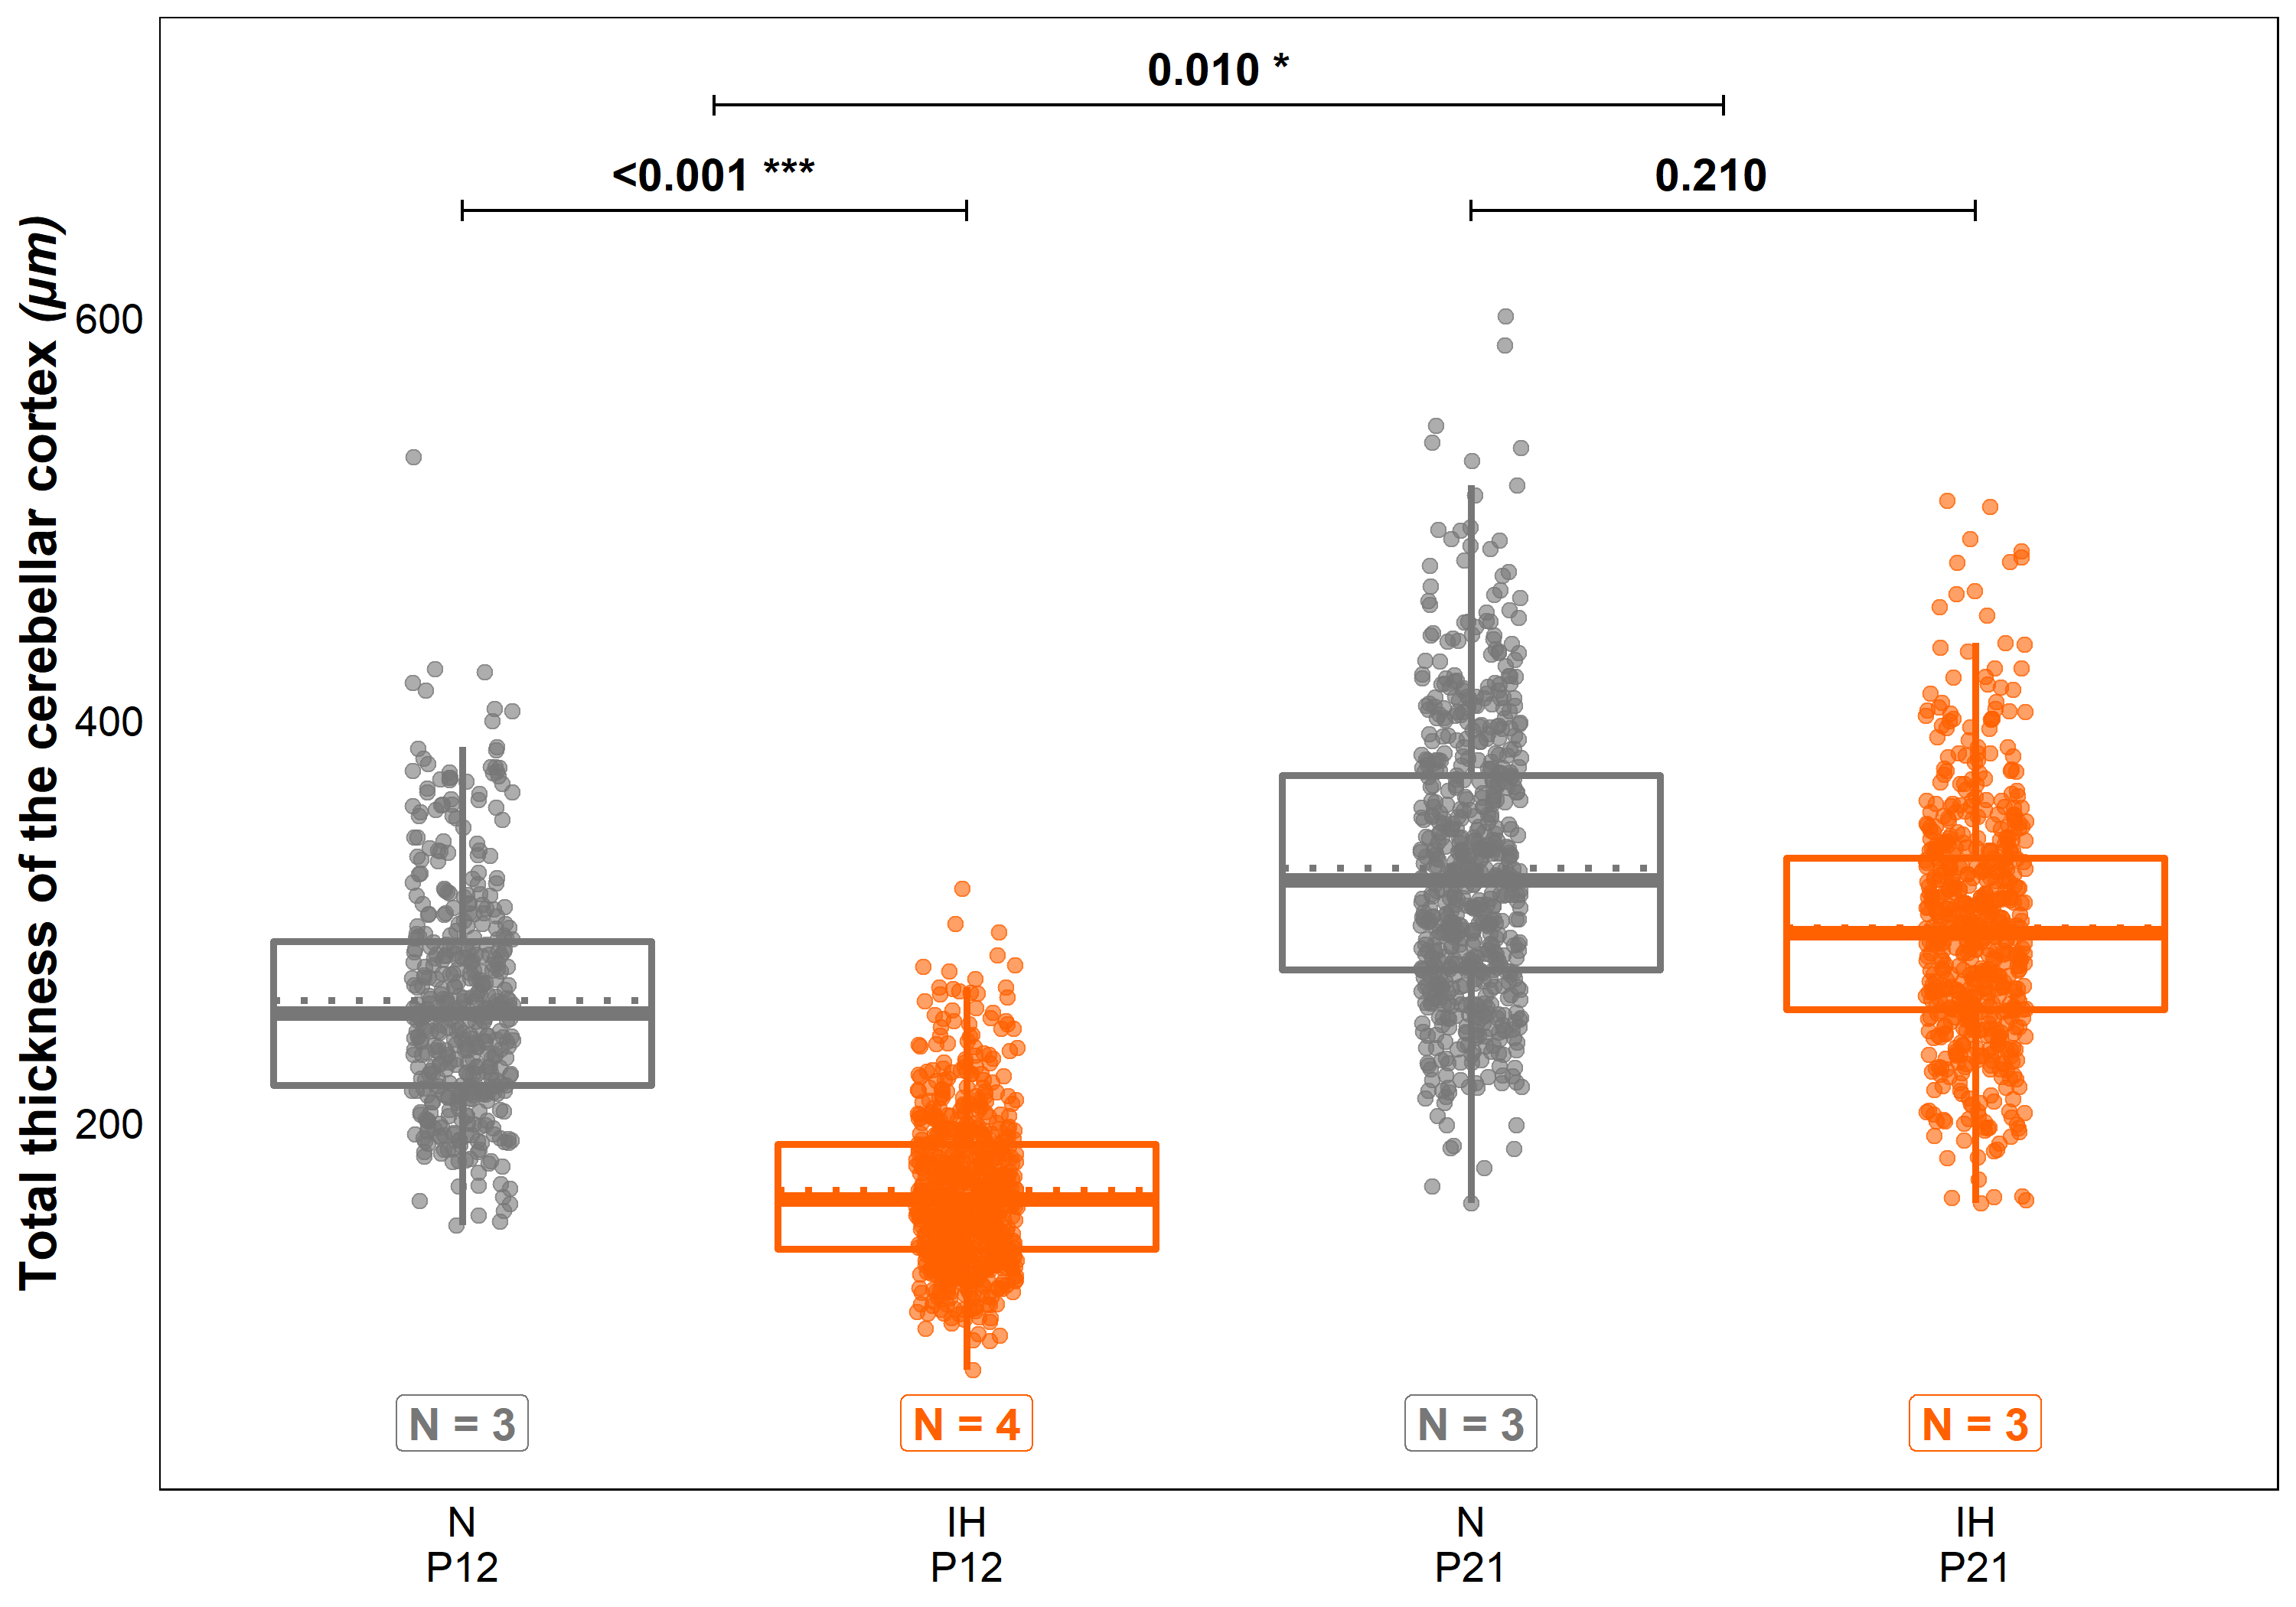 0.010 *
<0.001 ***
0.210
Total thickness of the cerebellar cortex (µm)
600
400
200
N = 3
N = 4
N = 3
N = 3
N
P12
IH
P12
N
P21
IH
P21